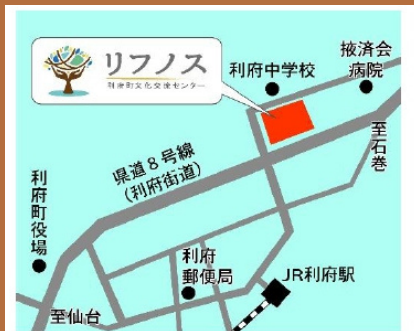 リフノス
利府町文化交流センター
利府中学校
掖済会
病院
至石巻
県道8号線
(利府街道)
利府町役場
利府
郵便局
JR利府駅
至仙台